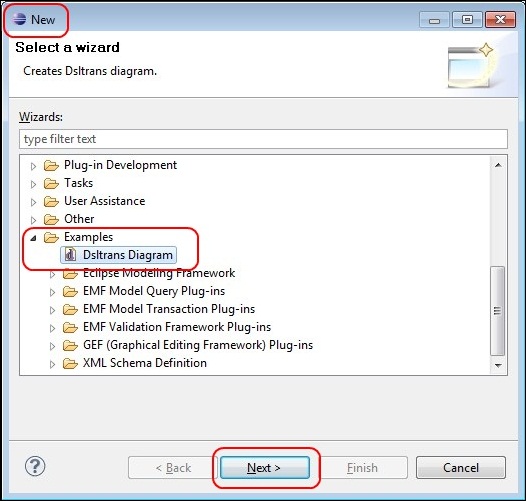 New
Select a wizard
Creates Dsltrans diagram.
Wizards:
type filter text
Plug-in Development
Tasks
User Assistance
Other
Examples
Dsltrans Diagram
Eclipse Modeling Framework
EMF Model Query Plug-ins
EMF Model Transaction Plug-ins
EMF Validation Framework Plug-ins
GEF (Graphical Editing Framework) Plug-ins
XML Schema Definition
? < Back Next > Finish Cancel